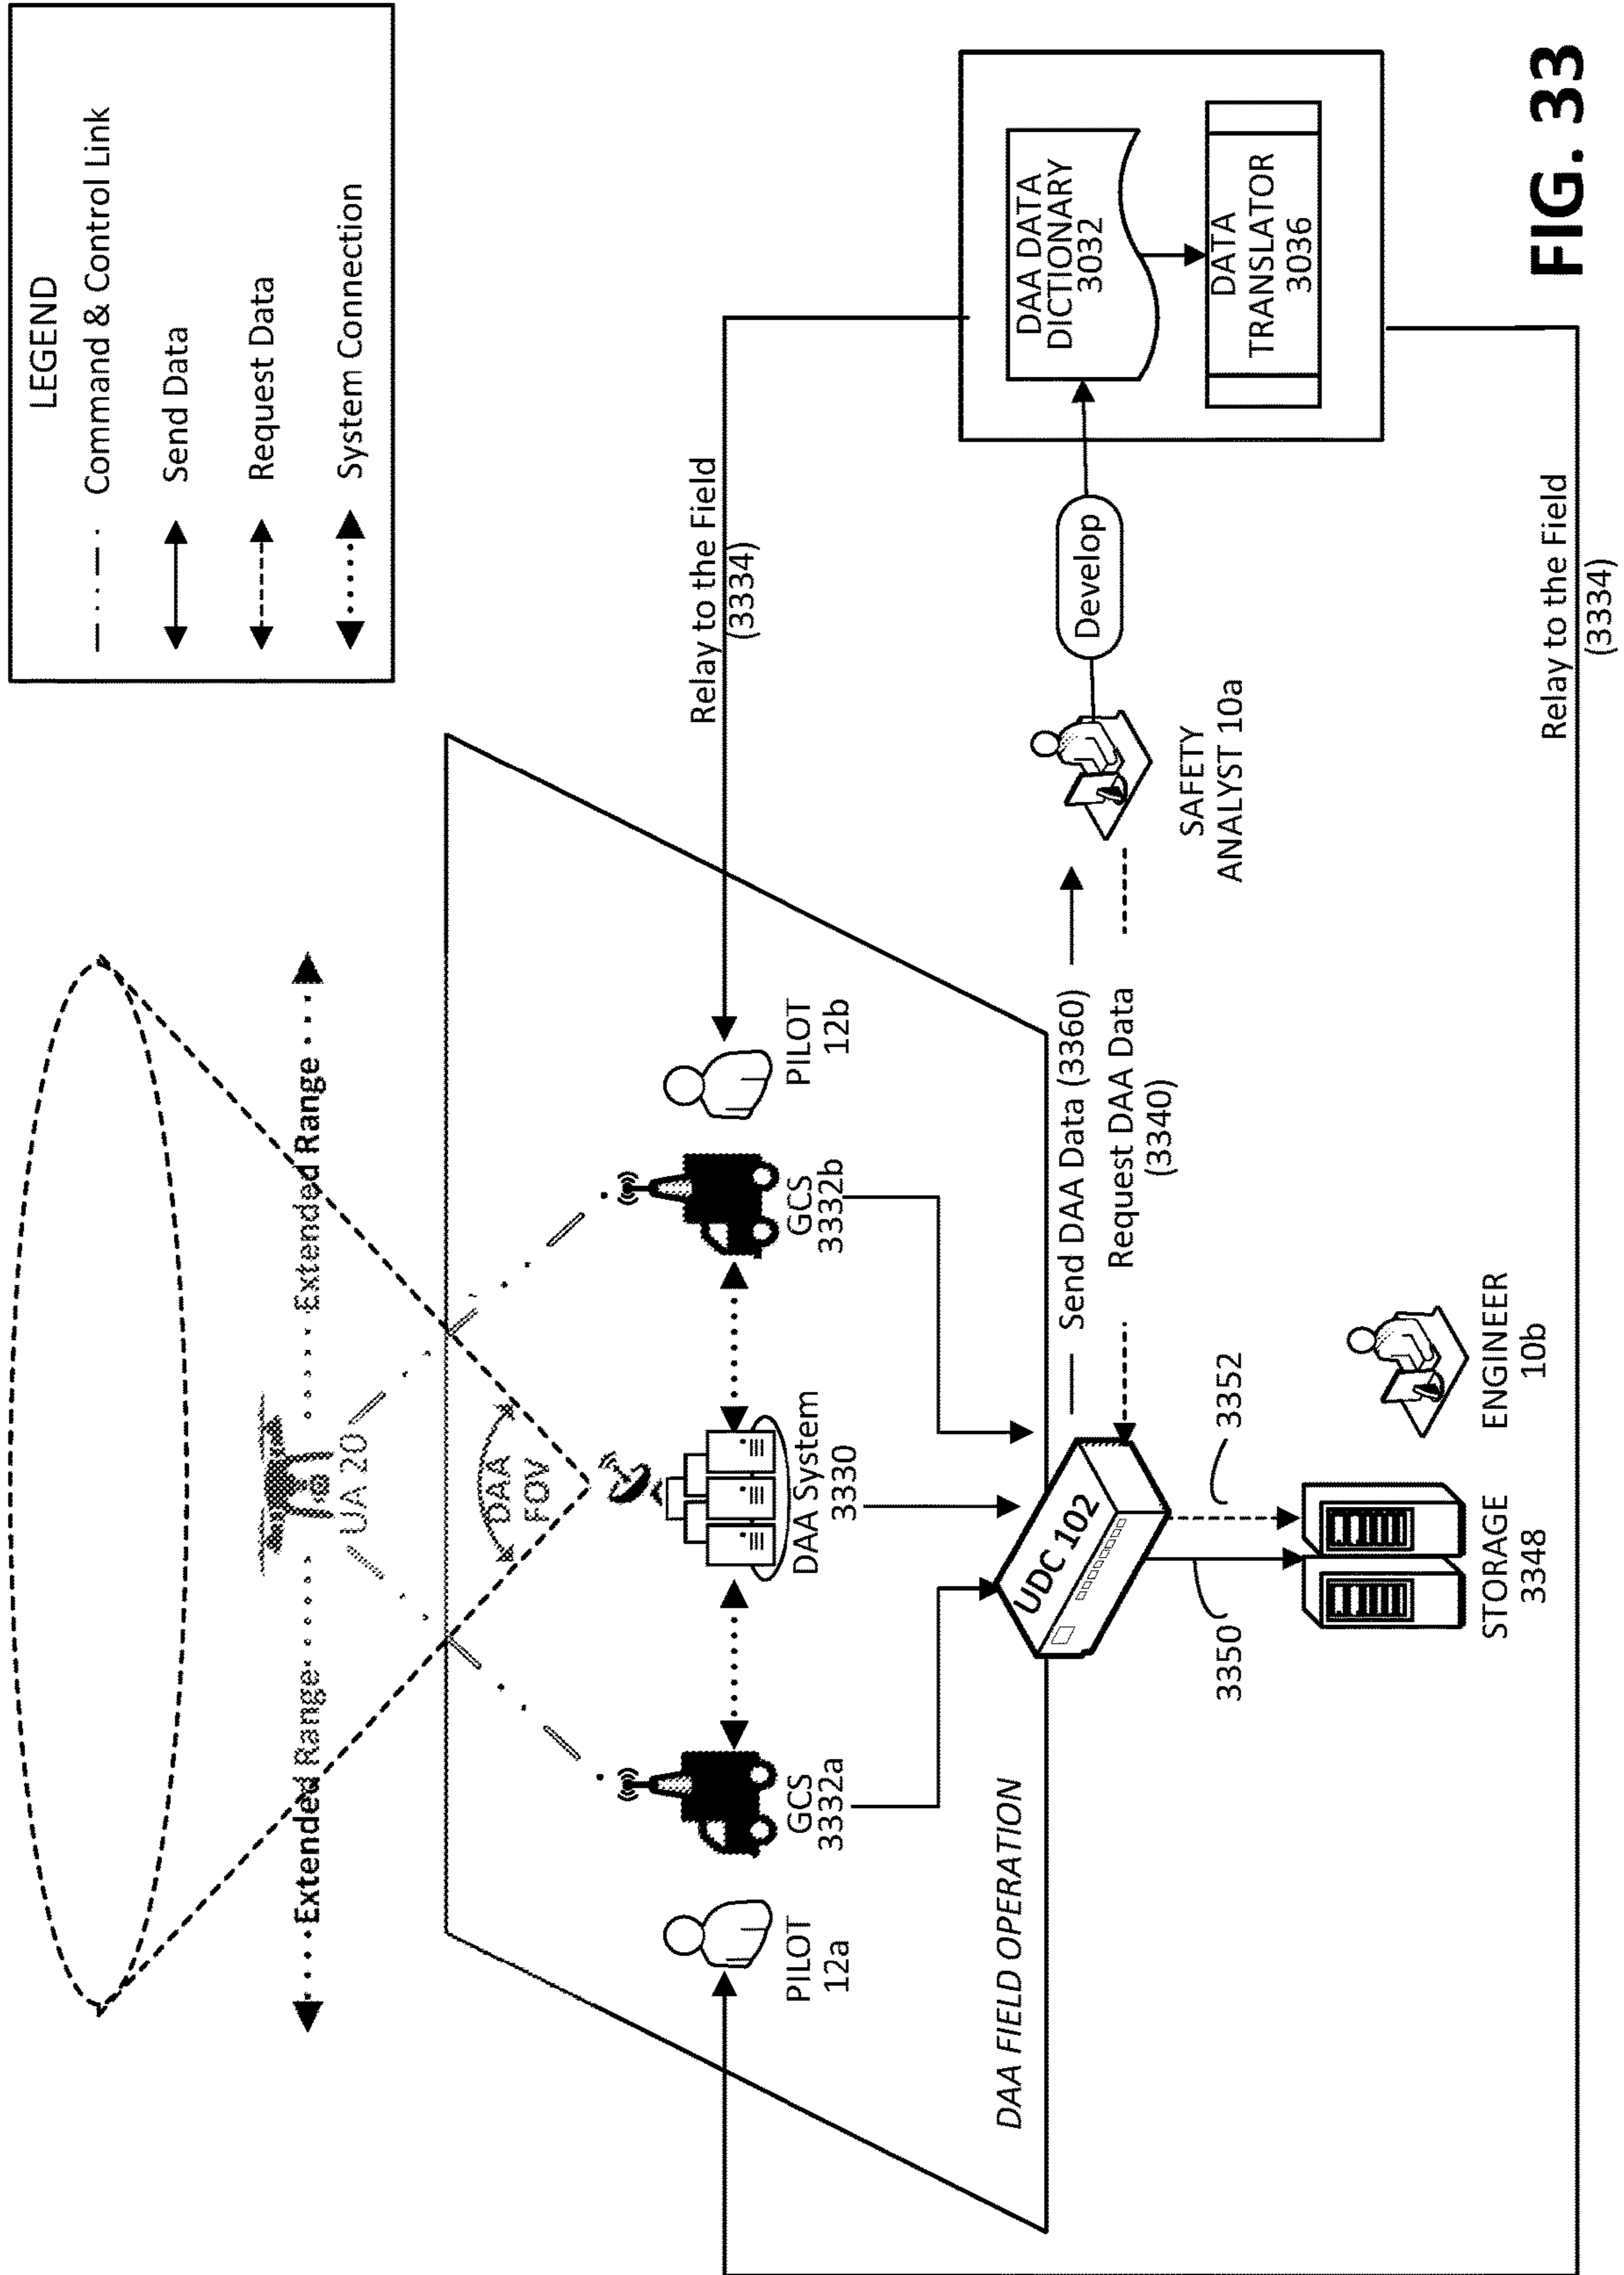 LEGEND
Command & Control Link
Send Data
Request Data
System Connection
Extended Range
Extended Range
UA 20
DAA
FOV
PILOT
12a
GCS
3332a
DAA System
3330
GCS
3332b
PILOT
12b
Relay to the Field
(3334)
DAA FIELD OPERATION
UDC 102
Send DAA Data (3360)
Request DAA Data
(3340)
SAFETY
ANALYST 10a
Develop
DAA DATA
DICTIONARY
3032
DATA
TRANSLATOR
3036
3350
3352
STORAGE
3348
ENGINEER
10b
Relay to the Field
(3334)
FIG. 33